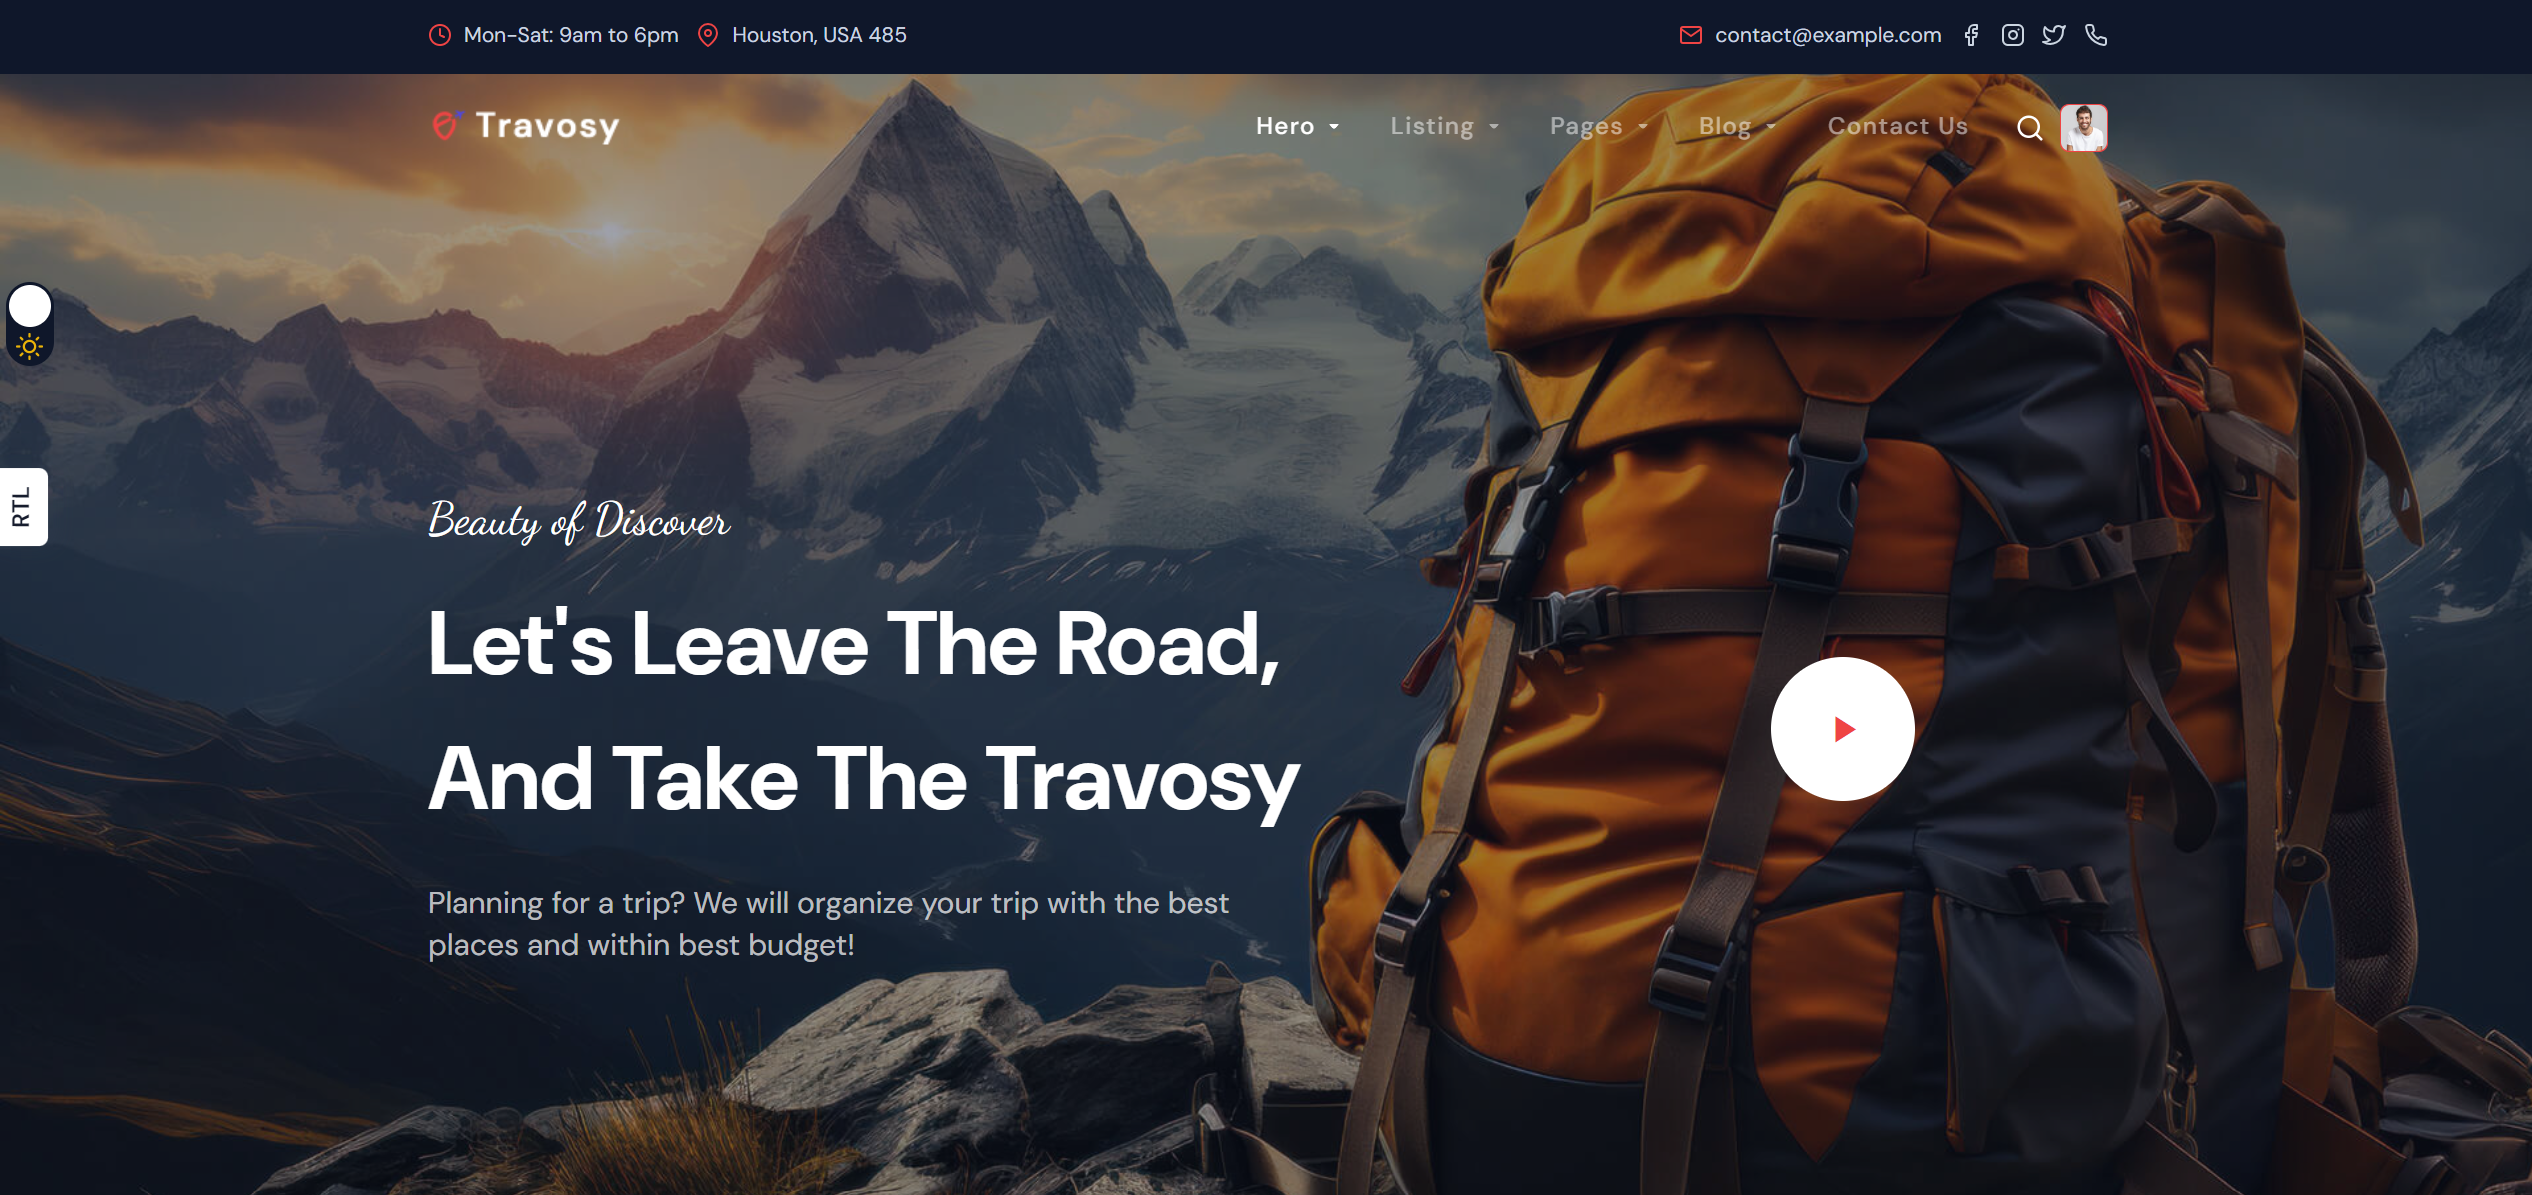 Mon-Sat: 9am to 6pm
Houston, USA 485
contact@example.com
Travosy
Hero
Listing
Pages
Blog
Contact Us
RTL
Beauty of Discover
Let's Leave The Road,
And Take The Travosy
Planning for a trip? We will organize your trip with the best
places and within best budget!